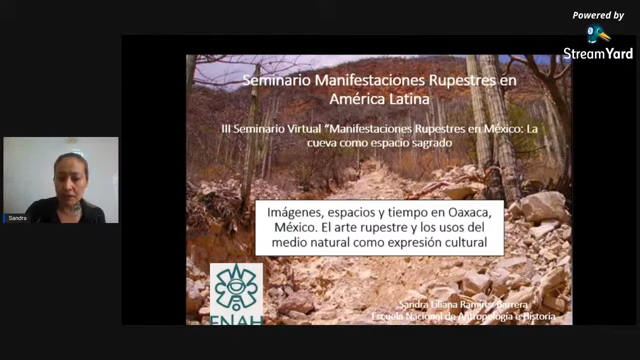 Powered by
StreamYard
Seminario Manifestaciones Rupestres en
América Latina
III Seminario Virtual “Manifestaciones Rupestres en México: La
cueva como espacio sagrado
Imágenes, espacios y tiempo en Oaxaca,
México. El arte rupestre y los usos del
medio natural como expresión cultural
Sandra
Sandra Liliana Ramírez Barrera
Escuela Nacional de Antropología e Historia
ENAH